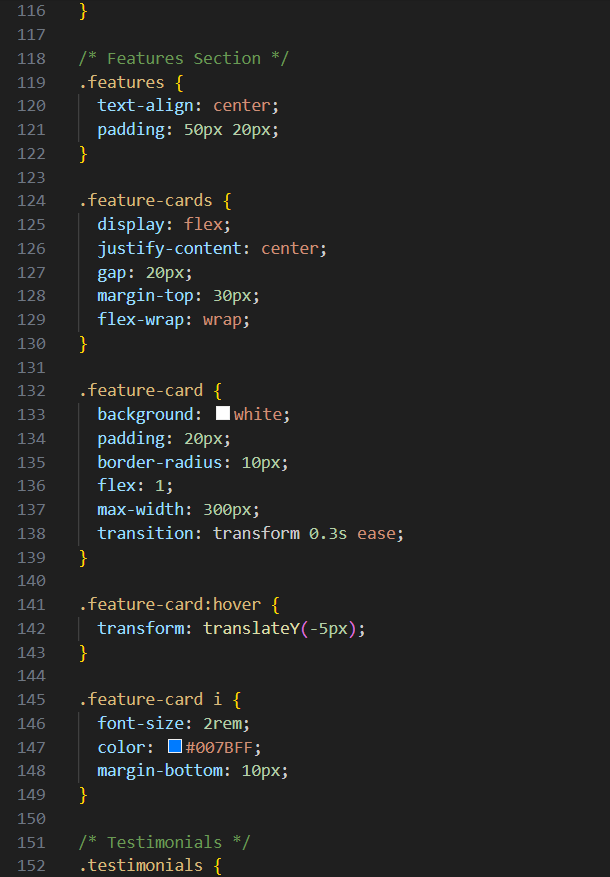 116 }
117
118 /* Features Section */
119 .features {
120   text-align: center;
121   padding: 50px 20px;
122 }
123
124 .feature-cards {
125   display: flex;
126   justify-content: center;
127   gap: 20px;
128   margin-top: 30px;
129   flex-wrap: wrap;
130 }
131
132 .feature-card {
133   background: white;
134   padding: 20px;
135   border-radius: 10px;
136   flex: 1;
137   max-width: 300px;
138   transition: transform 0.3s ease;
139 }
140
141 .feature-card:hover {
142   transform: translateY(-5px);
143 }
144
145 .feature-card i {
146   font-size: 2rem;
147   color: #007BFF;
148   margin-bottom: 10px;
149 }
150
151 /* Testimonials */
152 .testimonials {